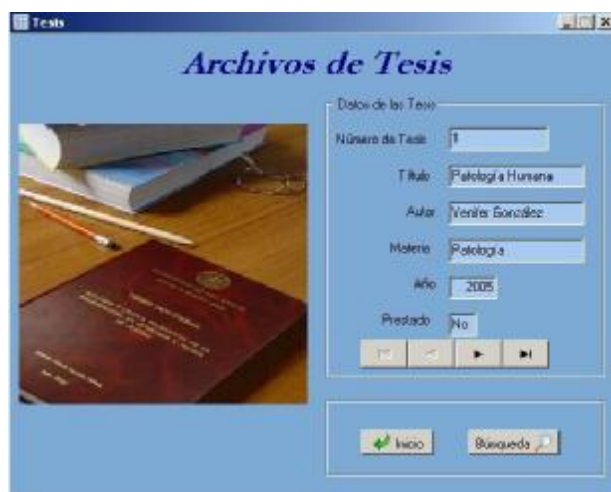 Tesis
Archivos de Tesis
Datos de las Tesis
Número de Tesis 1
Título Patología Humana
Autor Yenifer González
Materia Patología
Año 2005
Prestado No
Inicio Búsqueda